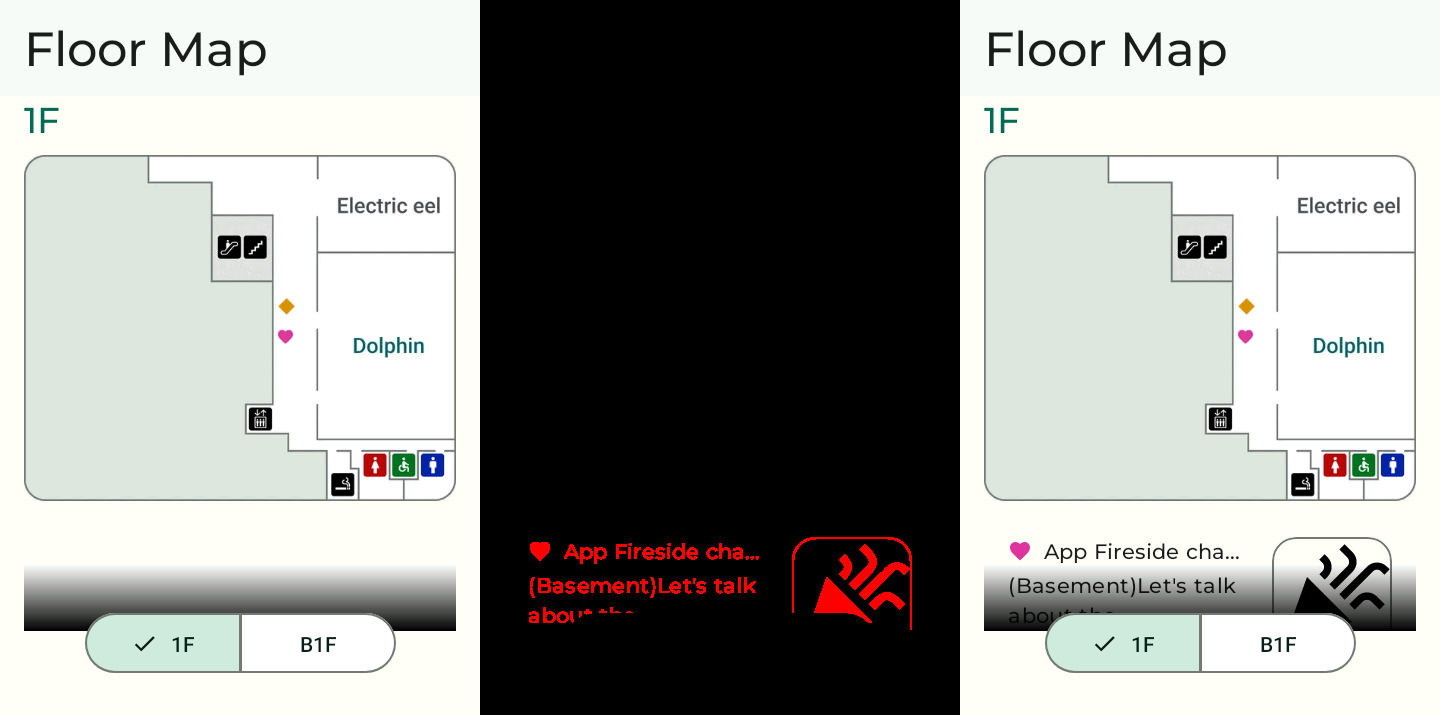 Floor Map
1F
Electric eel
Dolphin
1F
B1F
App Fireside cha...
(Basement)Let's talk
about the
Floor Map
1F
Electric eel
Dolphin
App Fireside cha...
(Basement)Let's talk
about the
1F
B1F